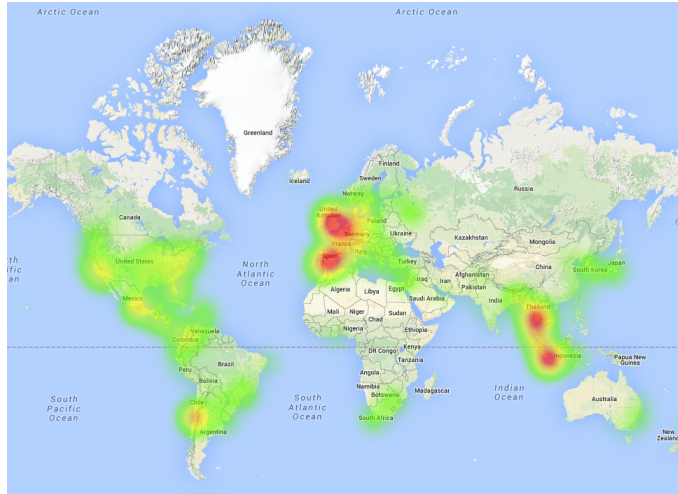 Arctic Ocean
Arctic Ocean
Greenland
Iceland
Finland
Sweden
Norway
Russia
Canada
United
Kingdom
Poland
Germany
Ukraine
France
Kazakhstan
Mongolia
Italy
Spain
Turkey
United States
North
Atlantic
Ocean
China
Japan
South Korea
Afghanistan
Iraq
Iran
Pakistan
Algeria
Libya
Egypt
Saudi Arabia
India
Mexico
Mali
Niger
Chad
Sudan
Thailand
Nigeria
Ethiopia
Venezuela
Colombia
Kenya
DR Congo
Tanzania
Indonesia
Papua New
Guinea
Brazil
Peru
Bolivia
Angola
Namibia
Botswana
Madagascar
Indian
Ocean
Australia
South
Pacific
Ocean
Chile
South
Atlantic
Ocean
South Africa
Argentina
New
Zealand